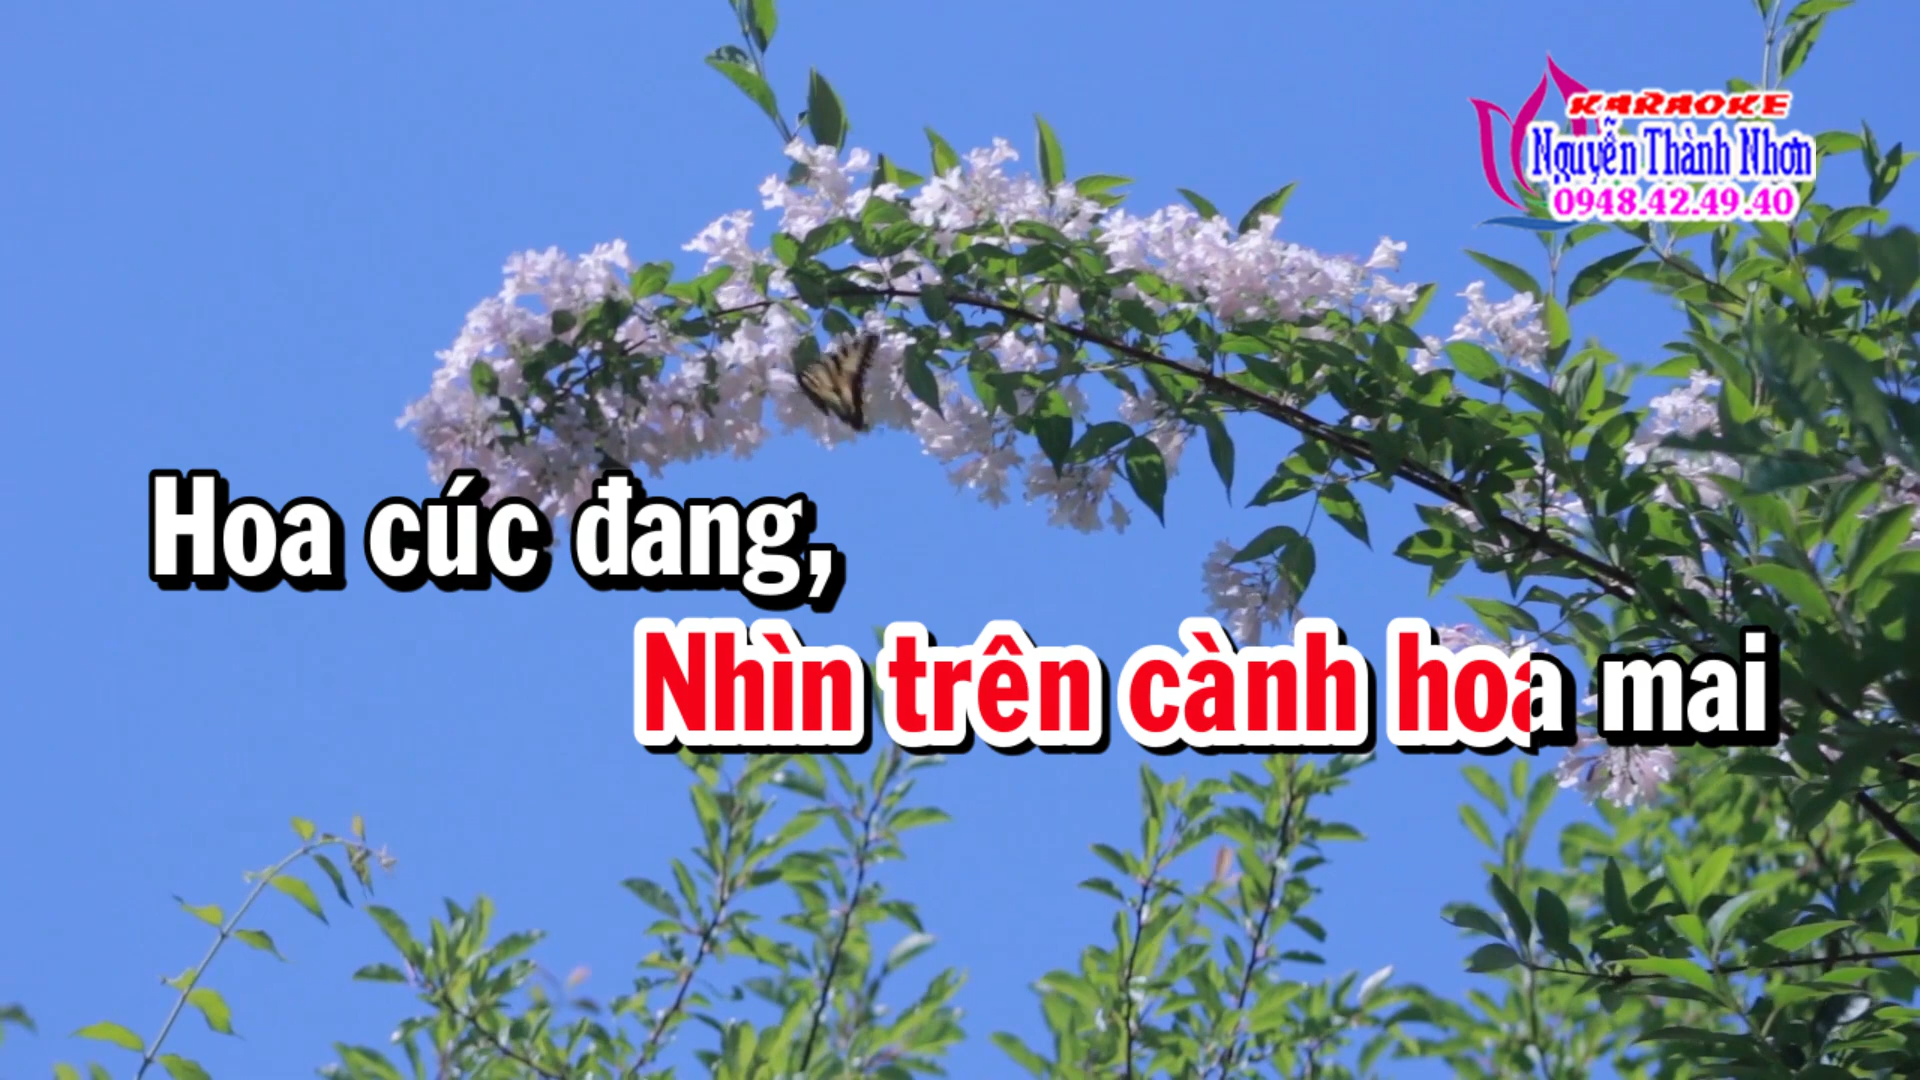 KARAOKE
Nguyễn Thành Nhơn
0948.42.49.40
Hoa cúc đang,
Nhìn trên cành hoa mai